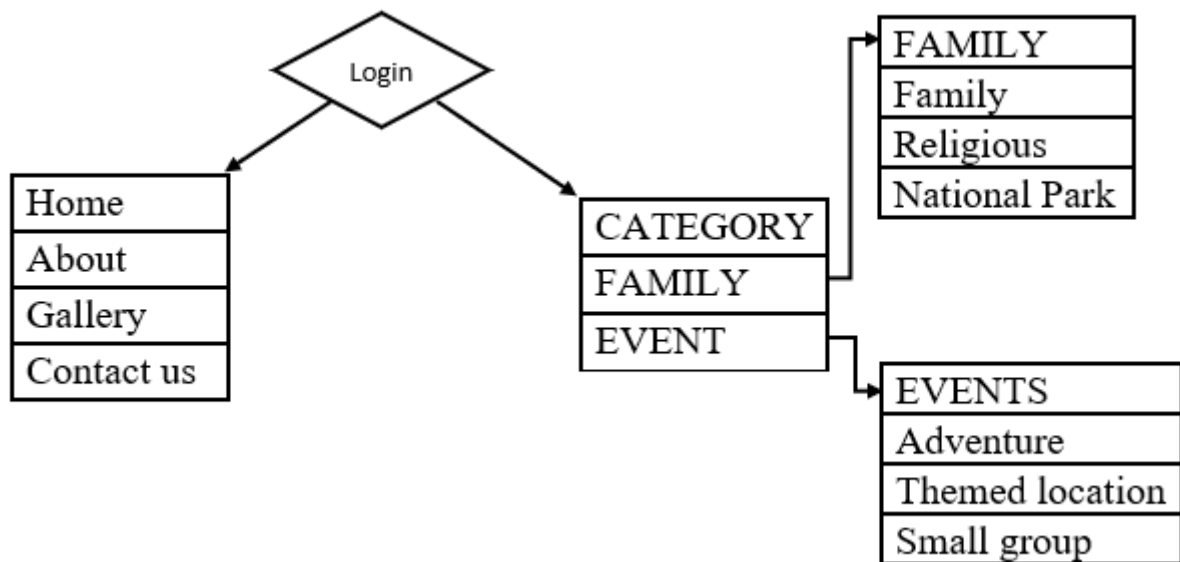 Login
Home
About
Gallery
Contact us
CATEGORY
FAMILY
EVENT
FAMILY
Family
Religious
National Park
EVENTS
Adventure
Themed location
Small group